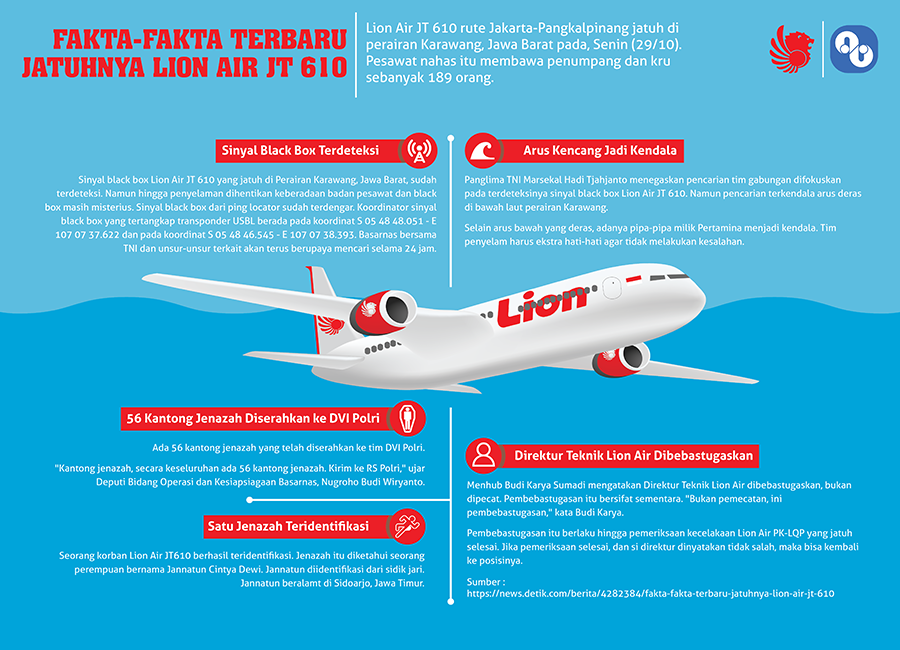 FAKTA-FAKTA TERBARU
JATUHNYA LION AIR JT 610
Lion Air JT 610 rute Jakarta-Pangkalpinang jatuh di
perairan Karawang, Jawa Barat pada, Senin (29/10).
Pesawat nahas itu membawa penumpang dan kru
sebanyak 189 orang.
Sinyal Black Box Terdeteksi
Sinyal black box Lion Air JT 610 yang jatuh di Perairan Karawang, Jawa Barat, sudah
terdeteksi. Namun hingga penyelaman dihentikan keberadaan badan pesawat dan black
box masih misterius. Sinyal black box dari ping locator sudah terdengar. Koordinator sinyal
black box yang tertangkap transponder USBL berada pada koordinat S 05 48 48.051 - E
107 07 37.622 dan pada koordinat S 05 48 46.545 - E 107 07 38.393. Basarnas bersama
TNI dan unsur-unsur terkait akan terus berupaya mencari selama 24 jam.
Arus Kencang Jadi Kendala
Panglima TNI Marsekal Hadi Tjahjanto menegaskan pencarian tim gabungan difokuskan
pada terdeteksinya sinyal black box Lion Air JT 610. Namun pencarian terkendala arus deras
di bawah laut perairan Karawang.
Selain arus bawah yang deras, adanya pipa-pipa milik Pertamina menjadi kendala. Tim
penyelam harus ekstra hati-hati agar tidak melakukan kesalahan.
Lion
56 Kantong Jenazah Diserahkan ke DVI Polri
Ada 56 kantong jenazah yang telah diserahkan ke tim DVI Polri.
"Kantong jenazah, secara keseluruhan ada 56 kantong jenazah. Kirim ke RS Polri," ujar
Deputi Bidang Operasi dan Kesiapsiagaan Basarnas, Nugroho Budi Wiryanto.
Satu Jenazah Teridentifikasi
Seorang korban Lion Air JT610 berhasil teridentifikasi. Jenazah itu diketahui seorang
perempuan bernama Jannatun Cintya Dewi. Jannatun diidentifikasi dari sidik jari.
Jannatun beralamt di Sidoarjo, Jawa Timur.
Direktur Teknik Lion Air Dibebastugaskan
Menhub Budi Karya Sumadi mengatakan Direktur Teknik Lion Air dibebastugaskan, bukan
dipecat. Pembebastugasan itu bersifat sementara. "Bukan pemecatan, ini
pembebastugasan," kata Budi Karya.
Pembebastugasan itu berlaku hingga pemeriksaan kecelakaan Lion Air PK-LQP yang jatuh
selesai. Jika pemeriksaan selesai, dan si direktur dinyatakan tidak salah, maka bisa kembali
ke posisinya.
Sumber :
https://news.detik.com/berita/4282384/fakta-fakta-terbaru-jatuhnya-lion-air-jt-610